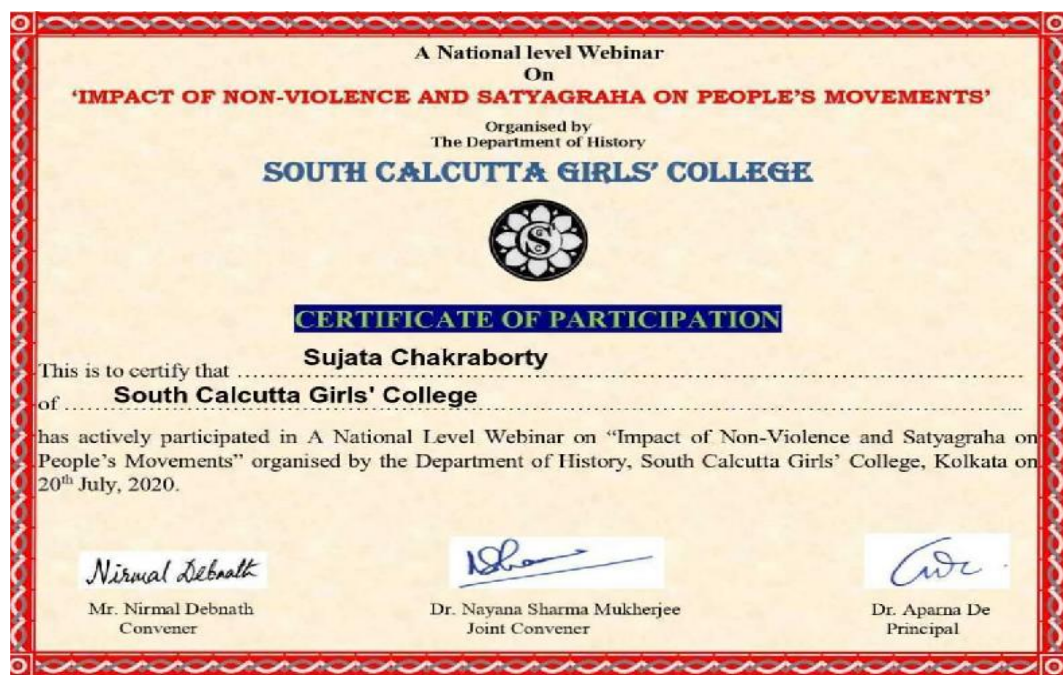 A National level Webinar
On
‘IMPACT OF NON-VIOLENCE AND SATYAGRAHA ON PEOPLE’S MOVEMENTS’
Organised by
The Department of History
SOUTH CALCUTTA GIRLS’ COLLEGE
CERTIFICATE OF PARTICIPATION
This is to certify that ........ Sujata Chakraborty ........
of ........ South Calcutta Girls' College ........
has actively participated in A National Level Webinar on “Impact of Non-Violence and Satyagraha on
People’s Movements” organised by the Department of History, South Calcutta Girls’ College, Kolkata on
20th July, 2020.
Nirmal Debnath
Mr. Nirmal Debnath
Convener
Dr. Nayana Sharma Mukherjee
Joint Convener
Dr. Aparna De
Principal